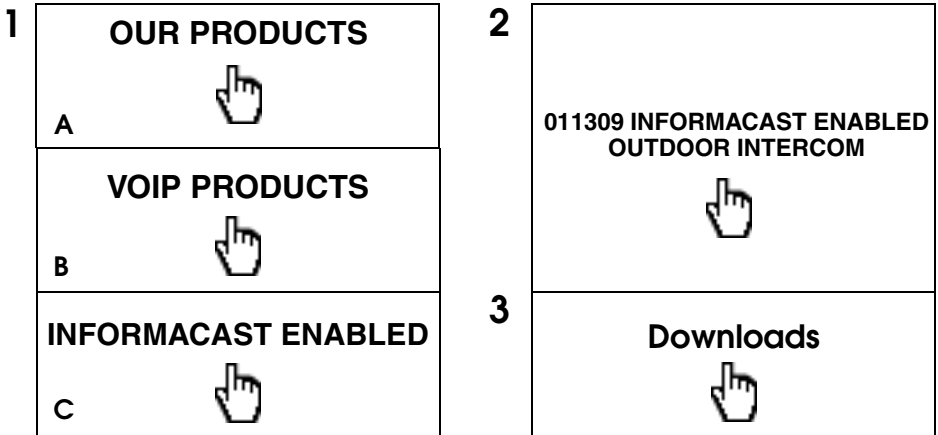 1
OUR PRODUCTS
A
VOIP PRODUCTS
B
INFORMACAST ENABLED
C
2
011309 INFORMACAST ENABLED
OUTDOOR INTERCOM
3
Downloads